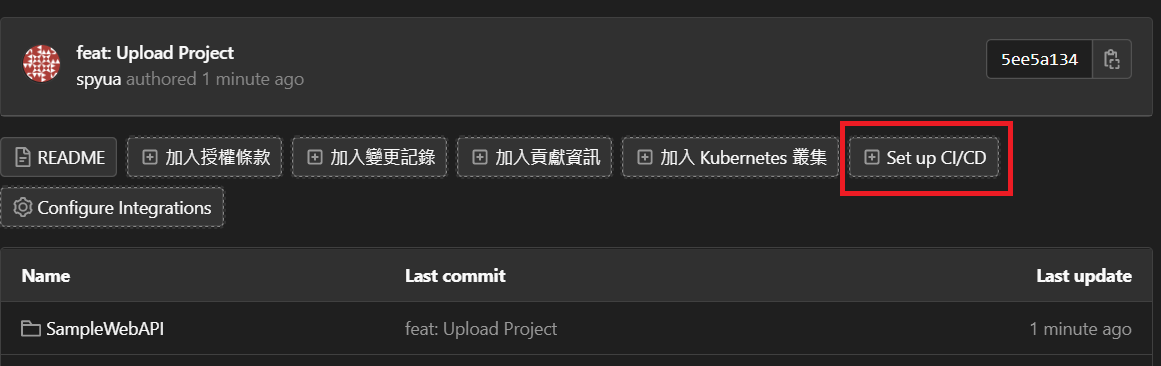 feat: Upload Project
spyua authored 1 minute ago
5ee5a134
README 加入授權條款 加入變更記錄 加入貢獻資訊 加入 Kubernetes 叢集 Set up CI/CD
Configure Integrations
Name Last commit Last update
SampleWebAPI feat: Upload Project 1 minute ago